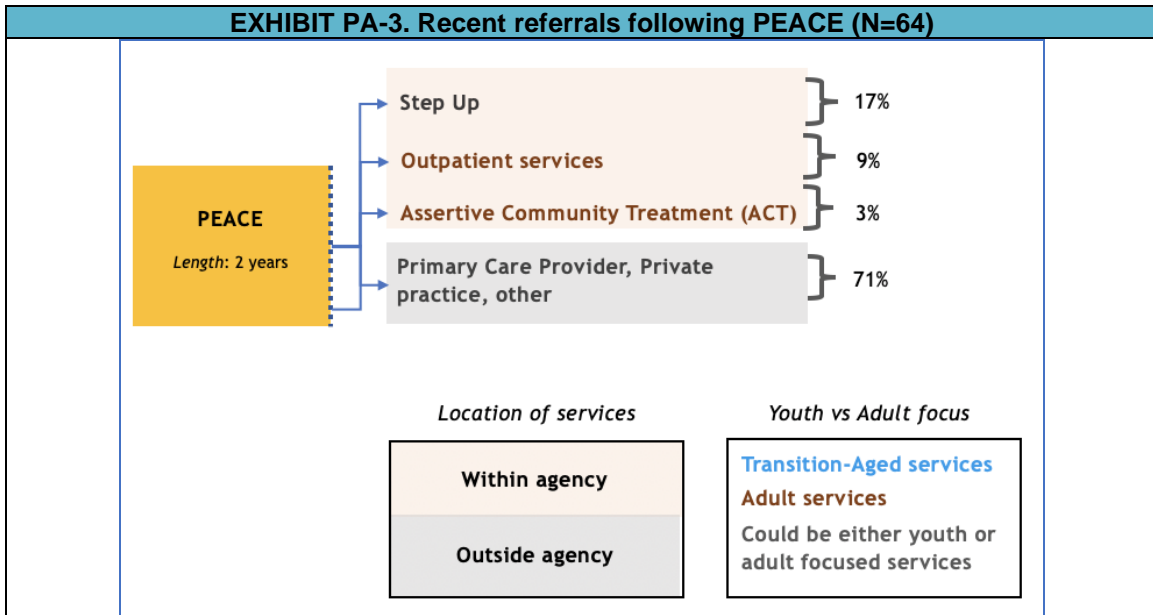 EXHIBIT PA-3. Recent referrals following PEACE (N=64)
Step Up
17%
Outpatient services
9%
Assertive Community Treatment (ACT)
3%
PEACE
Length: 2 years
Primary Care Provider, Private
practice, other
71%
Location of services
Within agency
Outside agency
Youth vs Adult focus
Transition-Aged services
Adult services
Could be either youth or
adult focused services